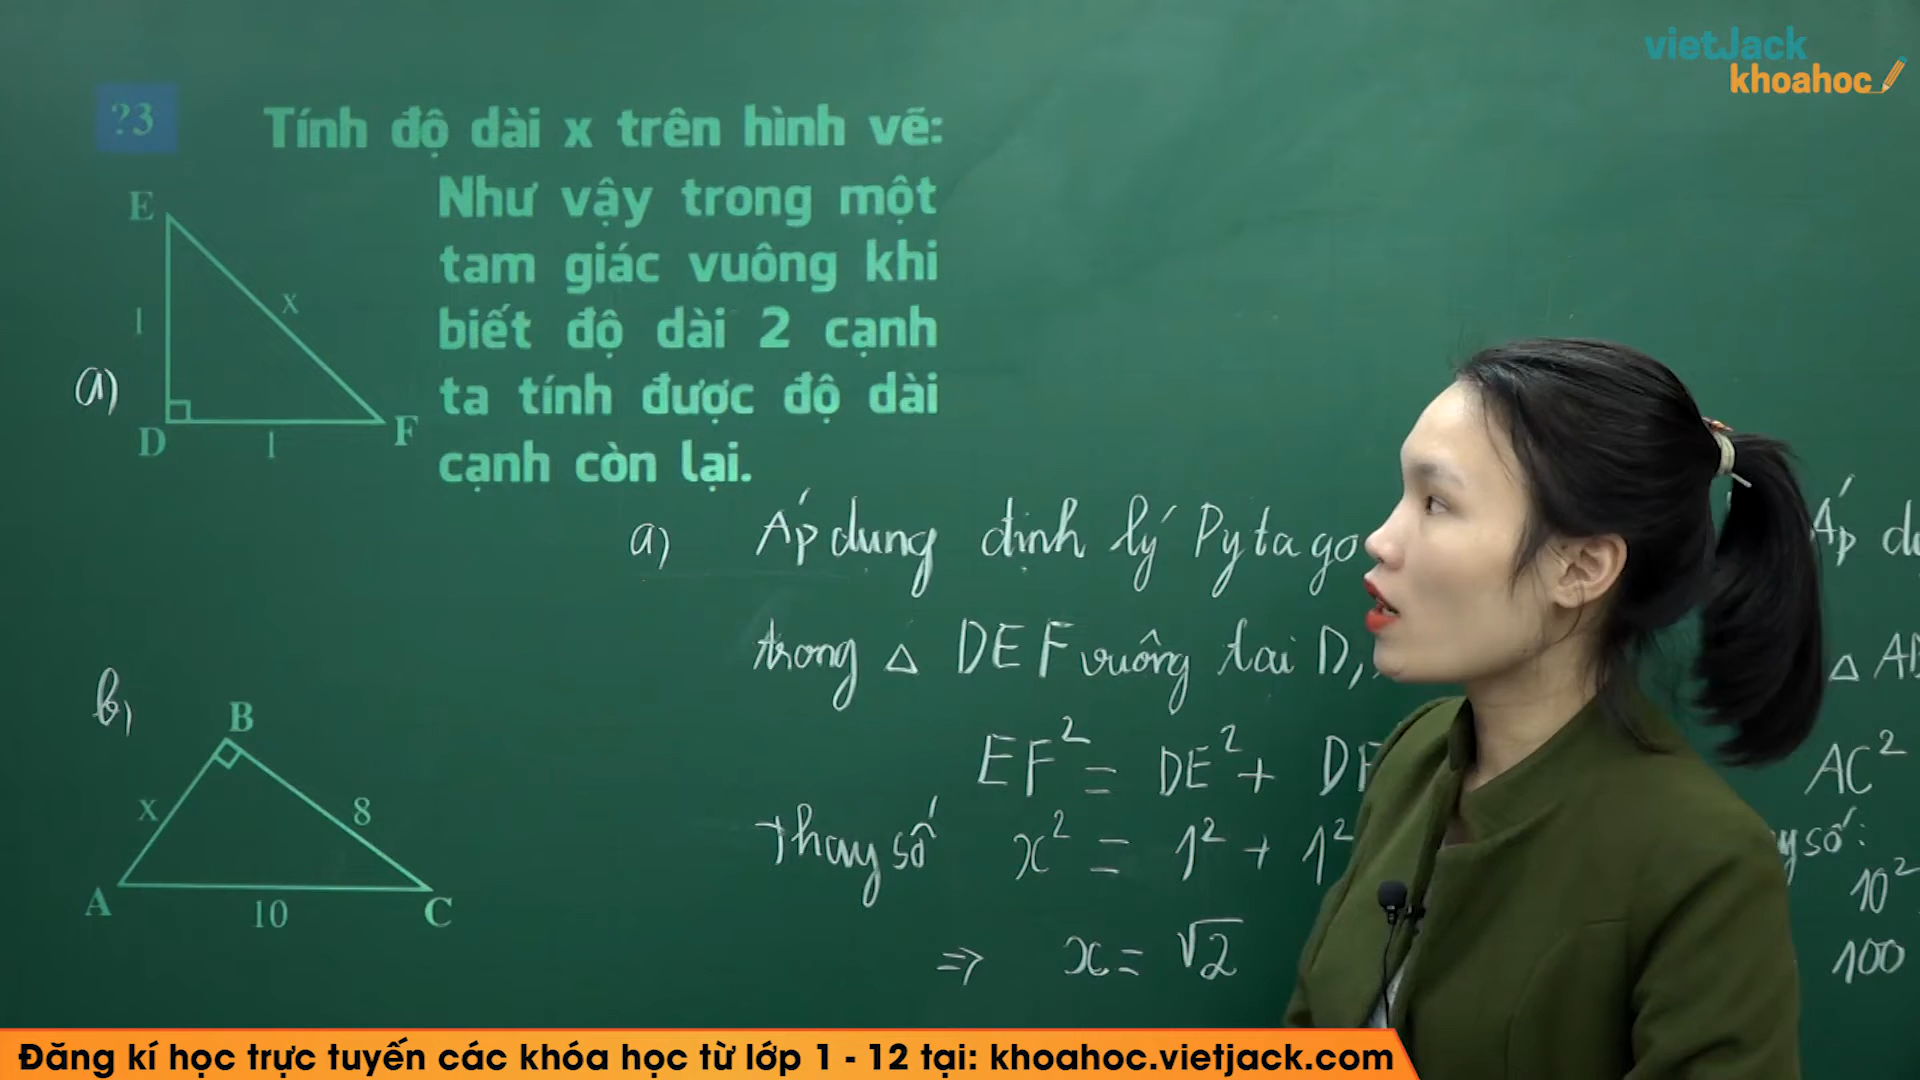 vietJack
khoahoc
?3
Tính độ dài x trên hình vẽ:
Như vậy trong một
tam giác vuông khi
biết độ dài 2 cạnh
ta tính được độ dài
cạnh còn lại.
E
1
x
a)
D
1
F
a) Áp dụng định lý Pytago
trong △ DEF vuông tại D,
EF² = DE² +
Thay số x² = 1² + 1²
⇒ x = √2
b,
B
x
8
A
10
C
Áp
△
AC²
số:
10²
100
Đăng kí học trực tuyến các khóa học từ lớp 1 - 12 tại: khoahoc.vietjack.com